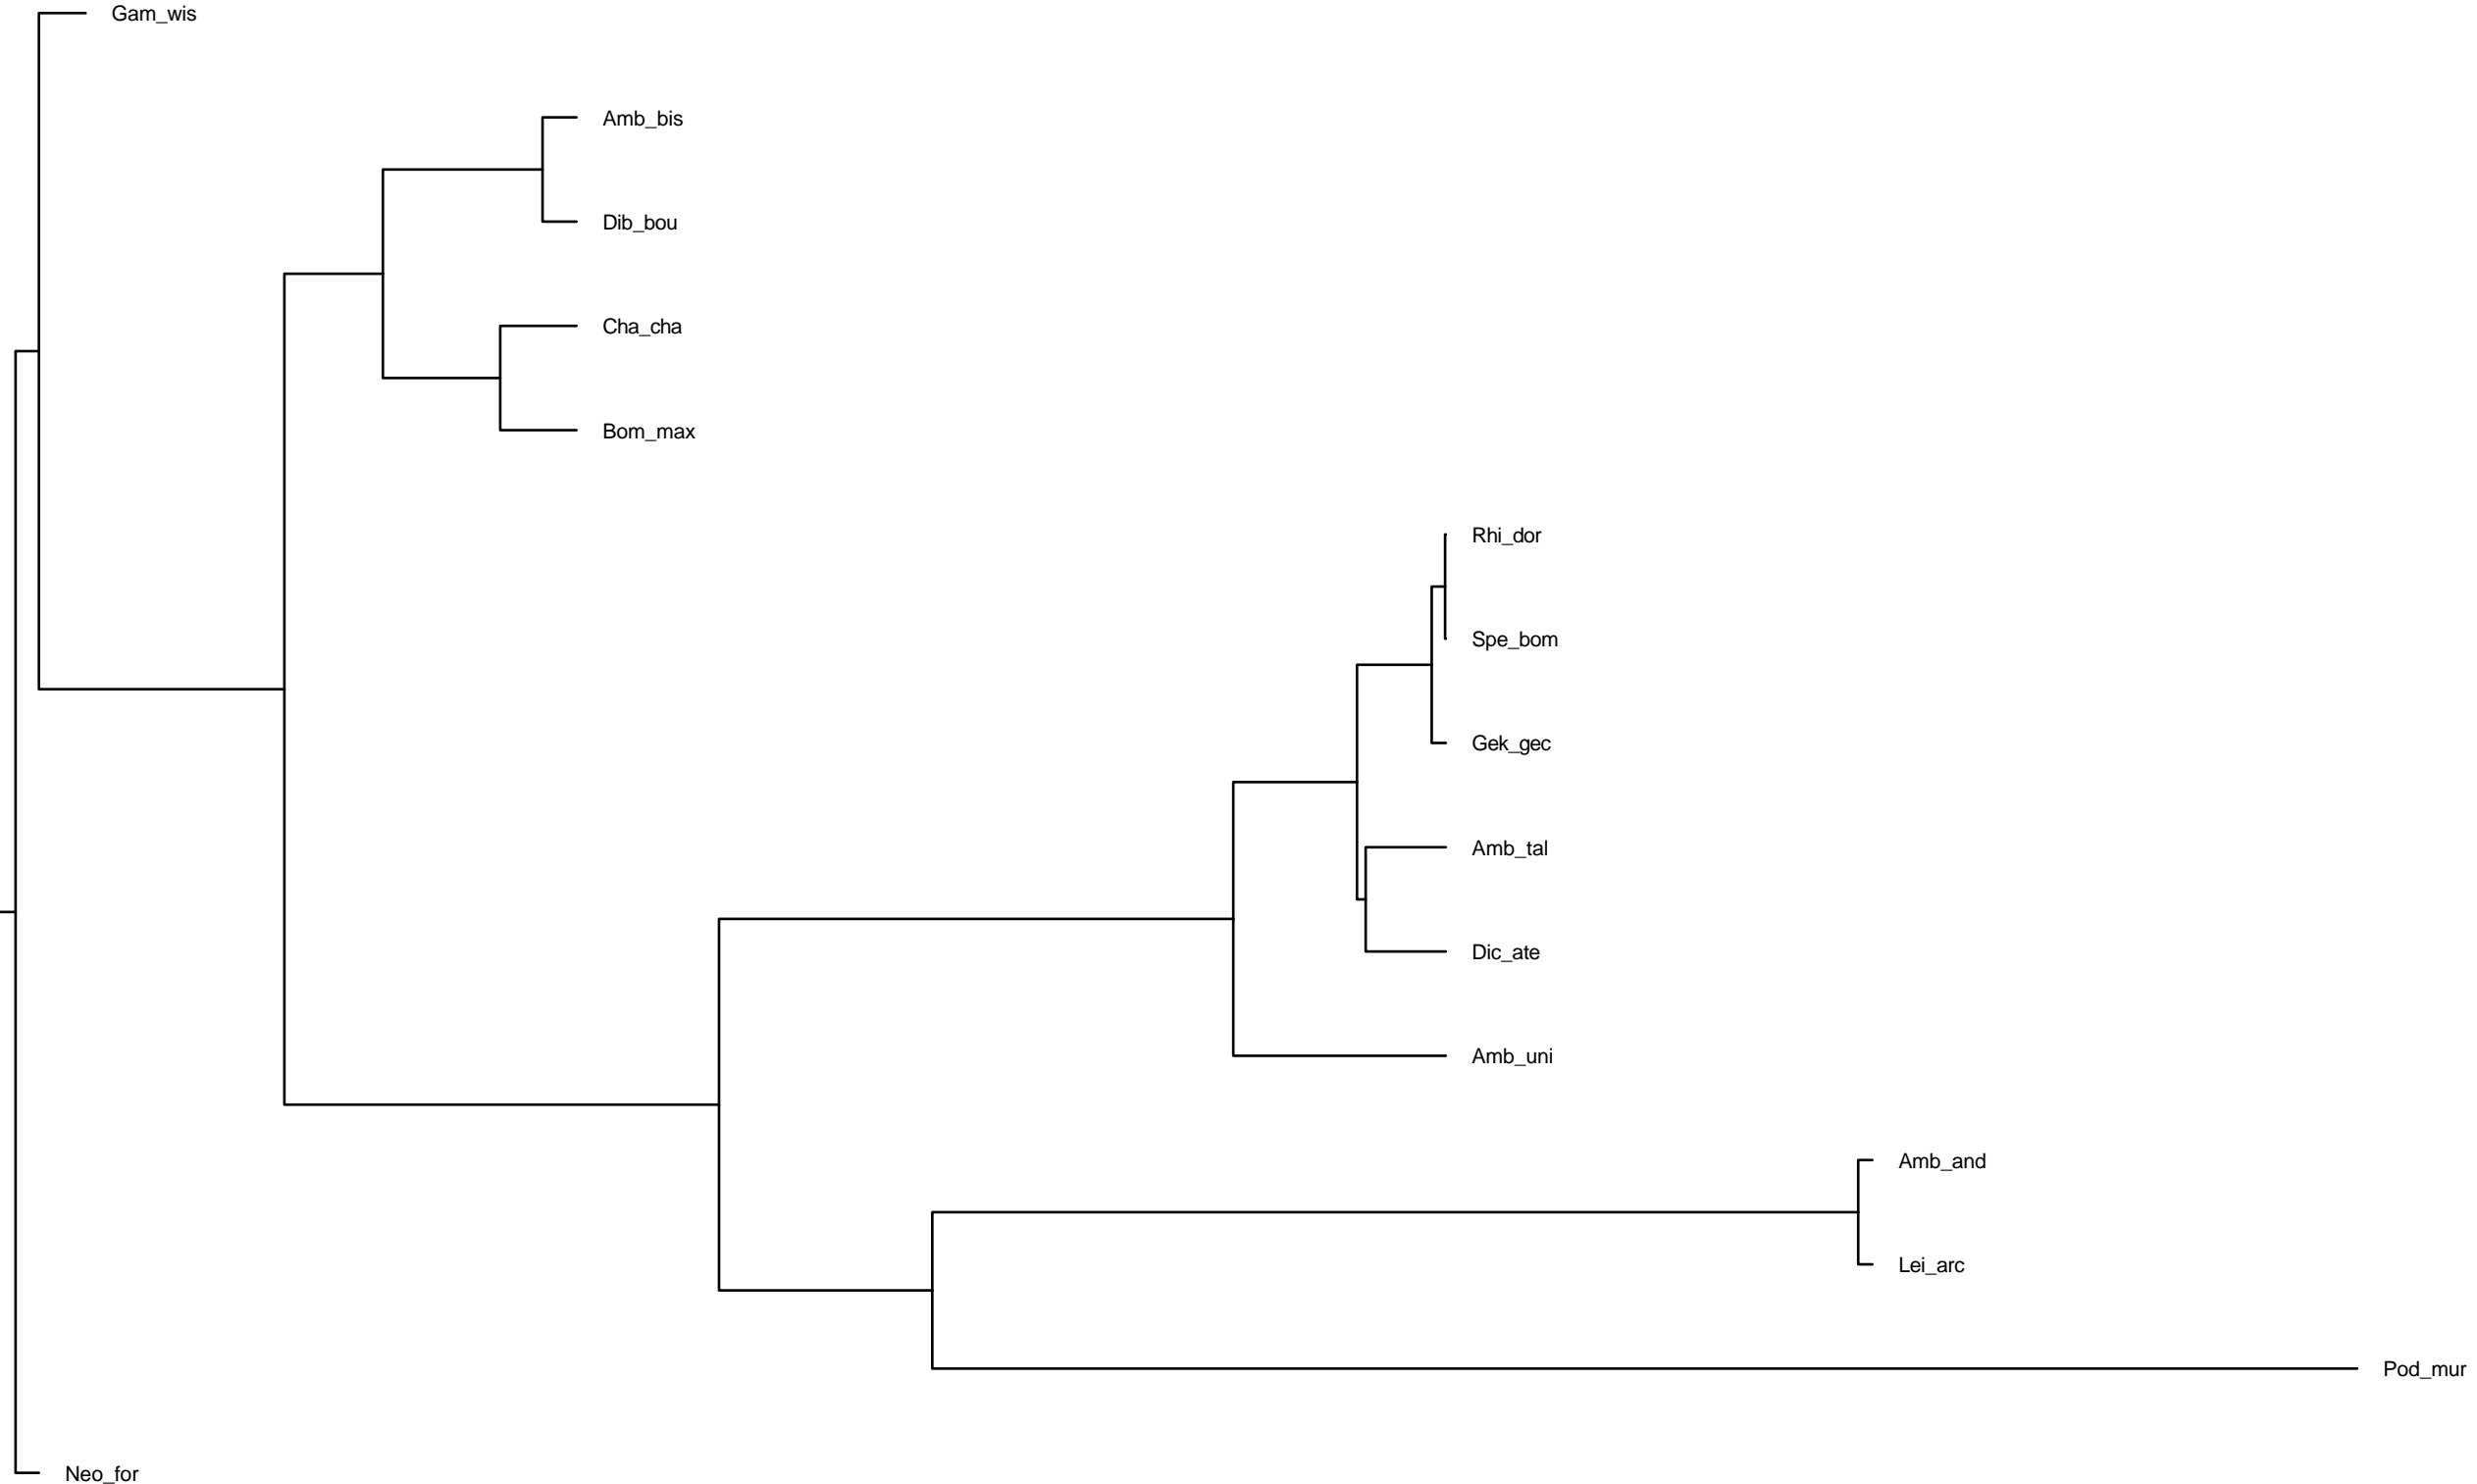 Gam_wis
Amb_bis
Dib_bou
Cha_cha
Bom_max
Rhi_dor
Spe_bom
Gek_gec
Amb_tal
Dic_ate
Amb_uni
Amb_and
Lei_arc
Pod_mur
Neo_for